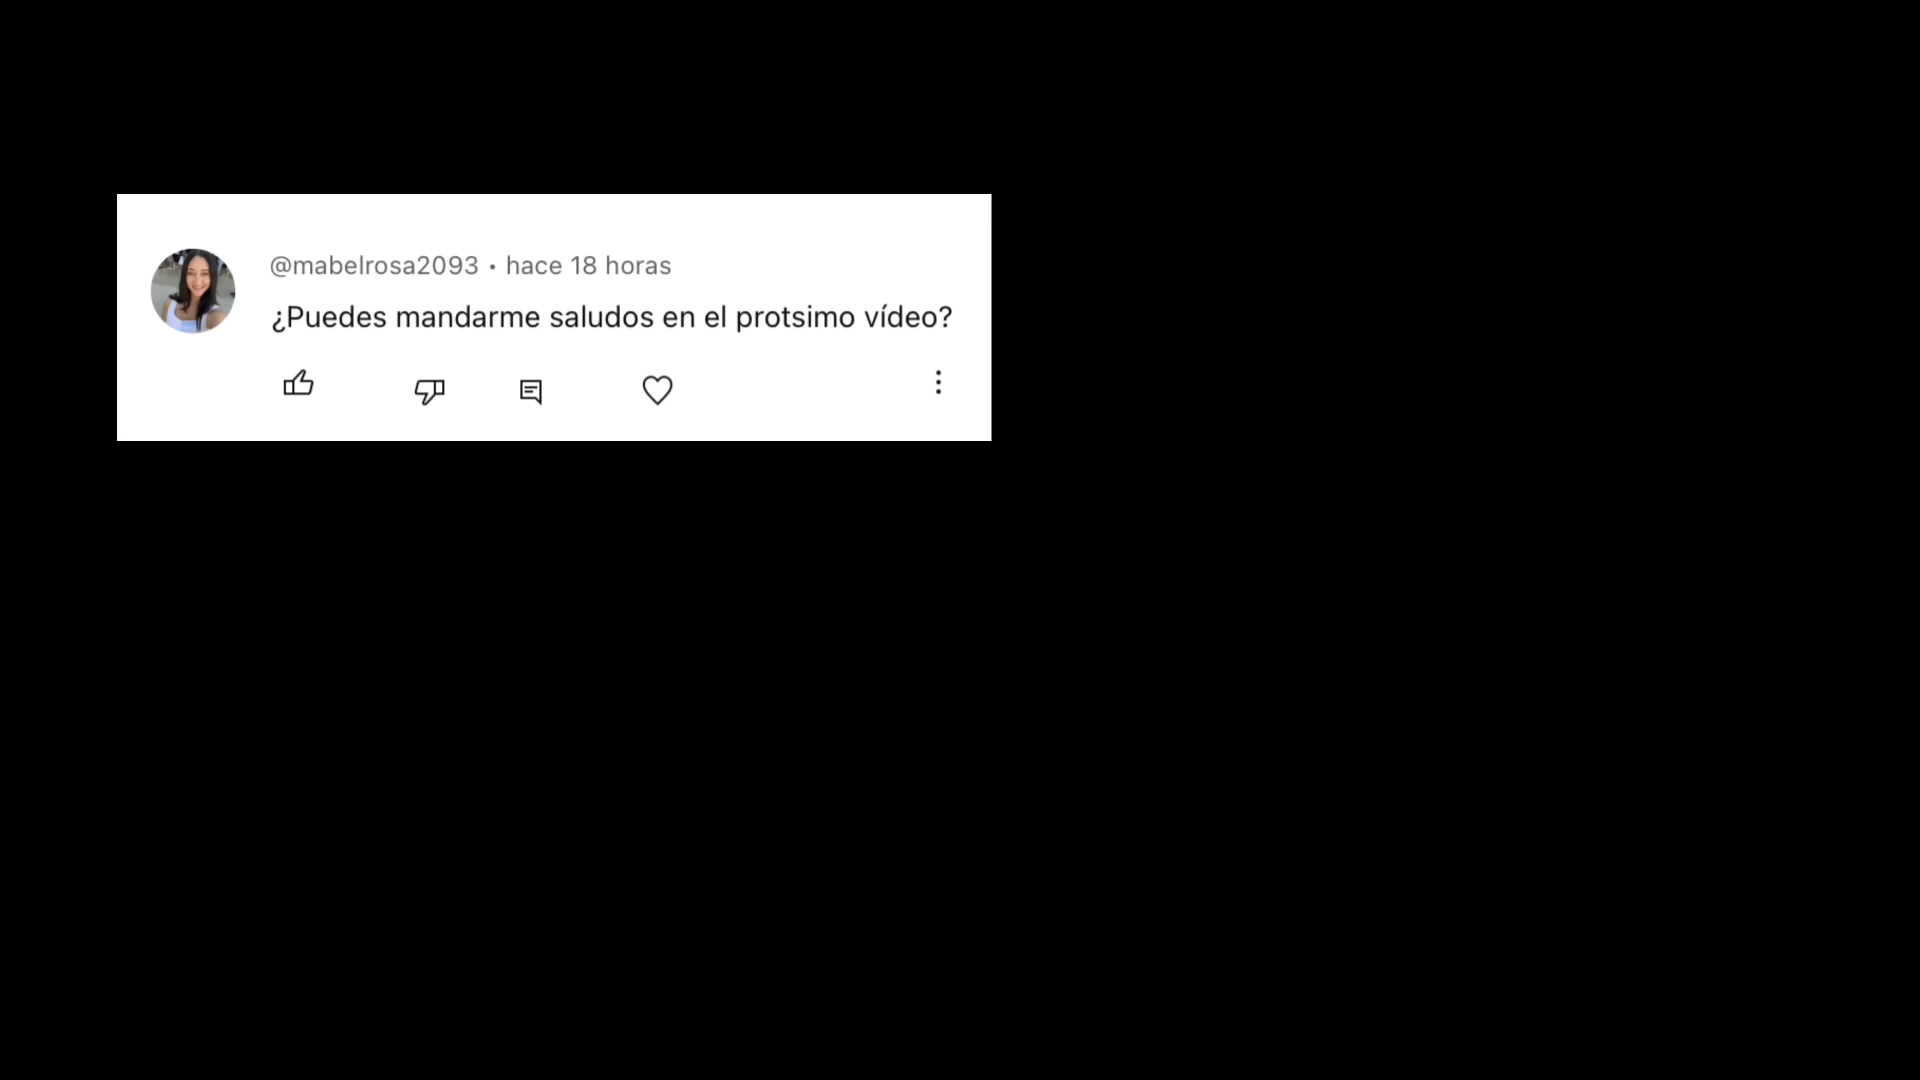 @mabelrosa2093 • hace 18 horas
¿Puedes mandarme saludos en el protsimo vídeo?